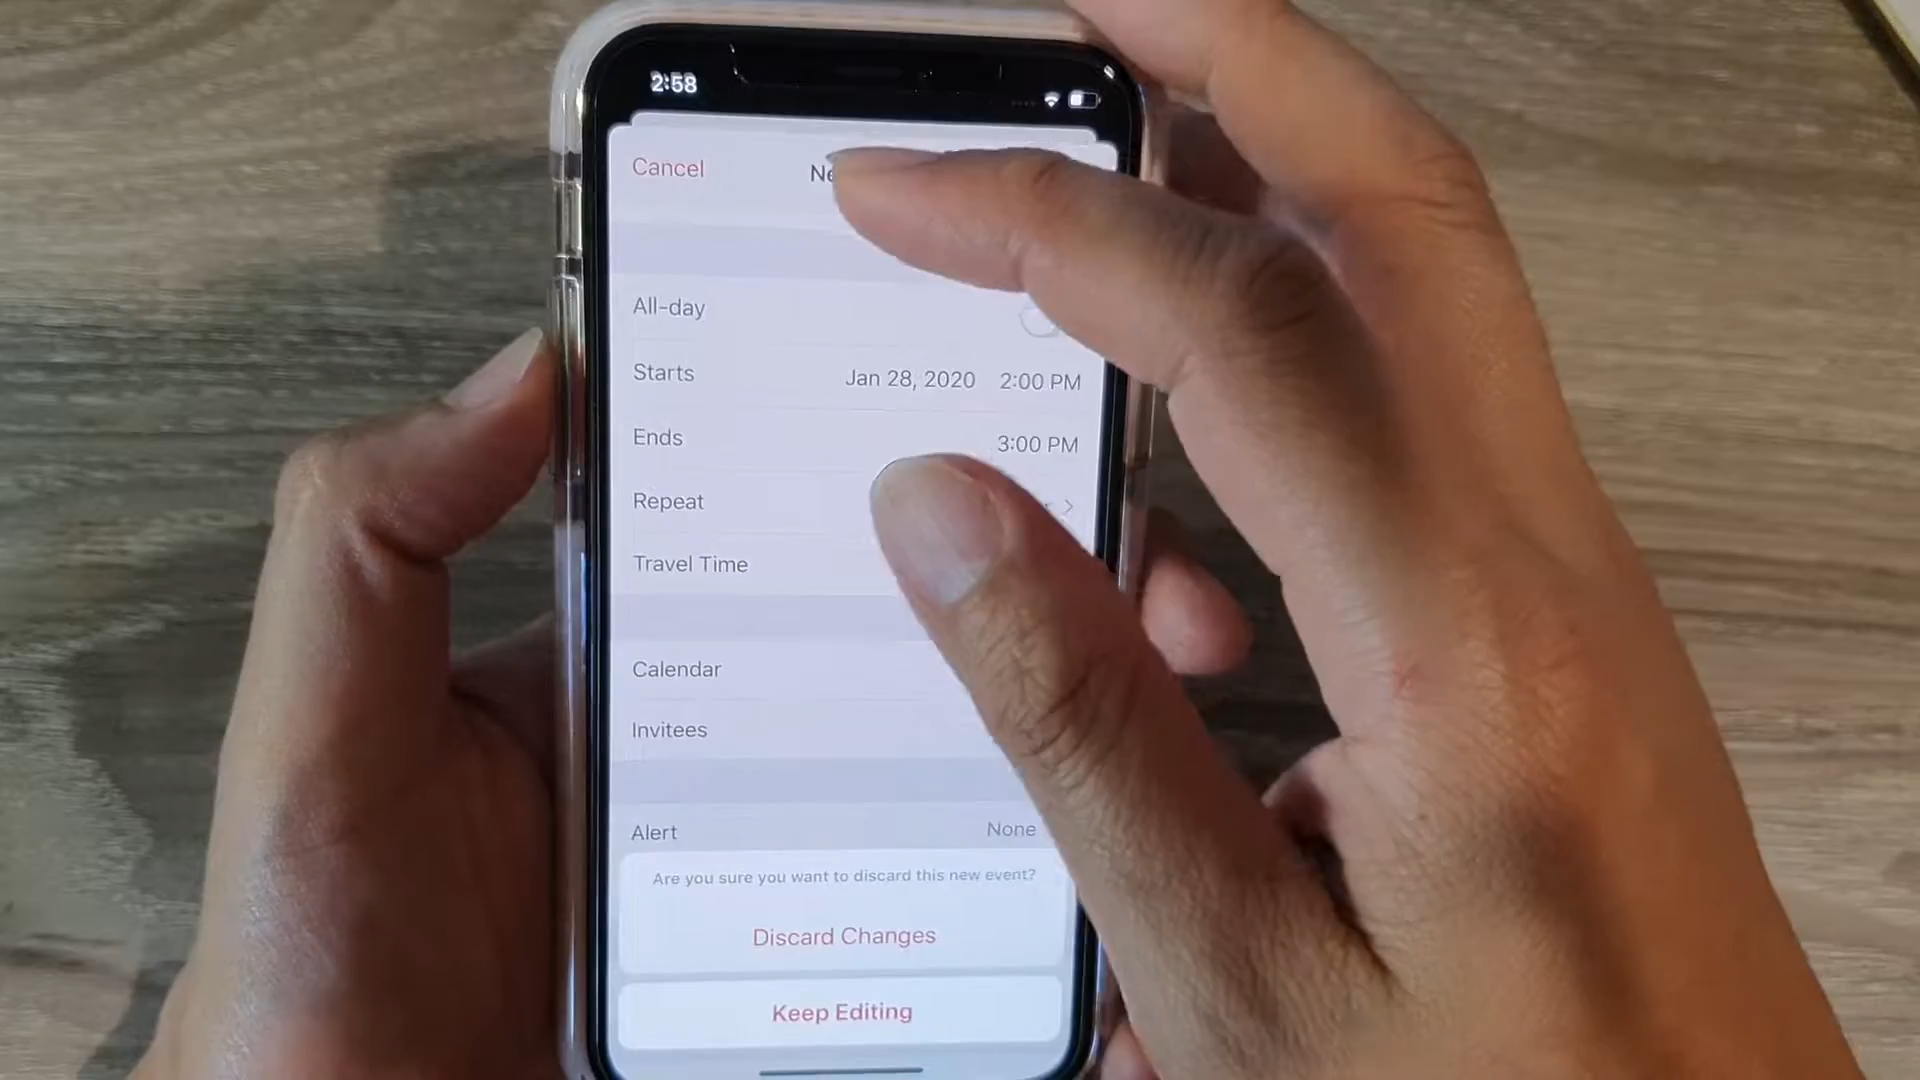 2:58
Cancel
All-day
Starts Jan 28, 2020 2:00 PM
Ends 3:00 PM
Repeat
Travel Time
Calendar
Invitees
Alert None
Are you sure you want to discard this new event?
Discard Changes
Keep Editing